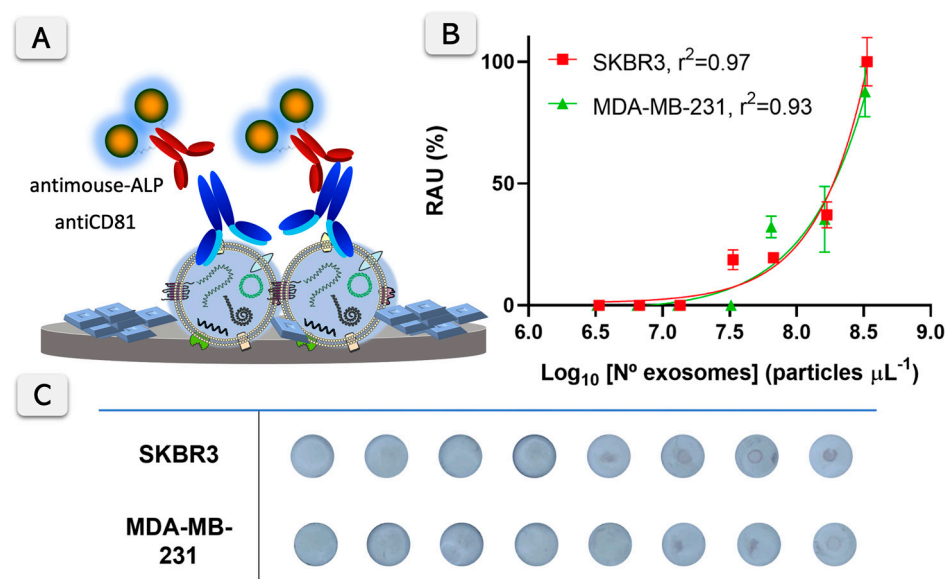 A
antimouse-ALP
antiCD81
B
RAU (%)
100
50
0
SKBR3, r²=0.97
MDA-MB-231, r²=0.93
6.0 6.5 7.0 7.5 8.0 8.5 9.0
Log₁₀ [Nº exosomes] (particles µL⁻¹)
C
SKBR3
MDA-MB-
231